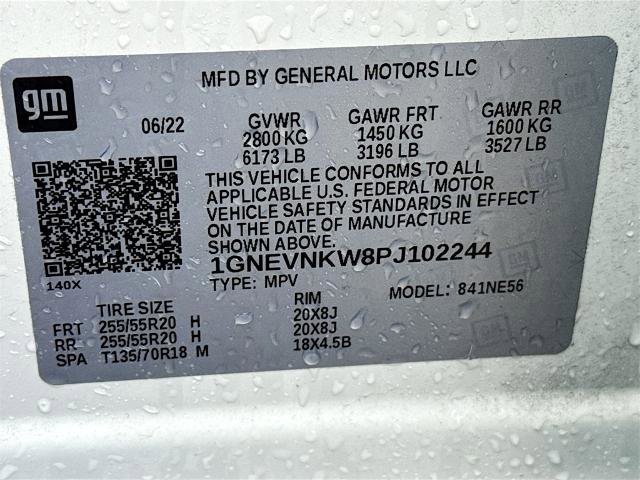 gm
MFD BY GENERAL MOTORS LLC
06/22 GVWR GAWR FRT GAWR RR
2800 KG 1450 KG 1600 KG
6173 LB 3196 LB 3527 LB
THIS VEHICLE CONFORMS TO ALL
APPLICABLE U.S. FEDERAL MOTOR
VEHICLE SAFETY STANDARDS IN EFFECT
ON THE DATE OF MANUFACTURE
SHOWN ABOVE.
1GNEVNKW8PJ102244
140X
TYPE: MPV MODEL: 841NE56
TIRE SIZE RIM
FRT 255/55R20 H 20X8J
RR 255/55R20 H 20X8J
SPA T135/70R18 M 18X4.5B